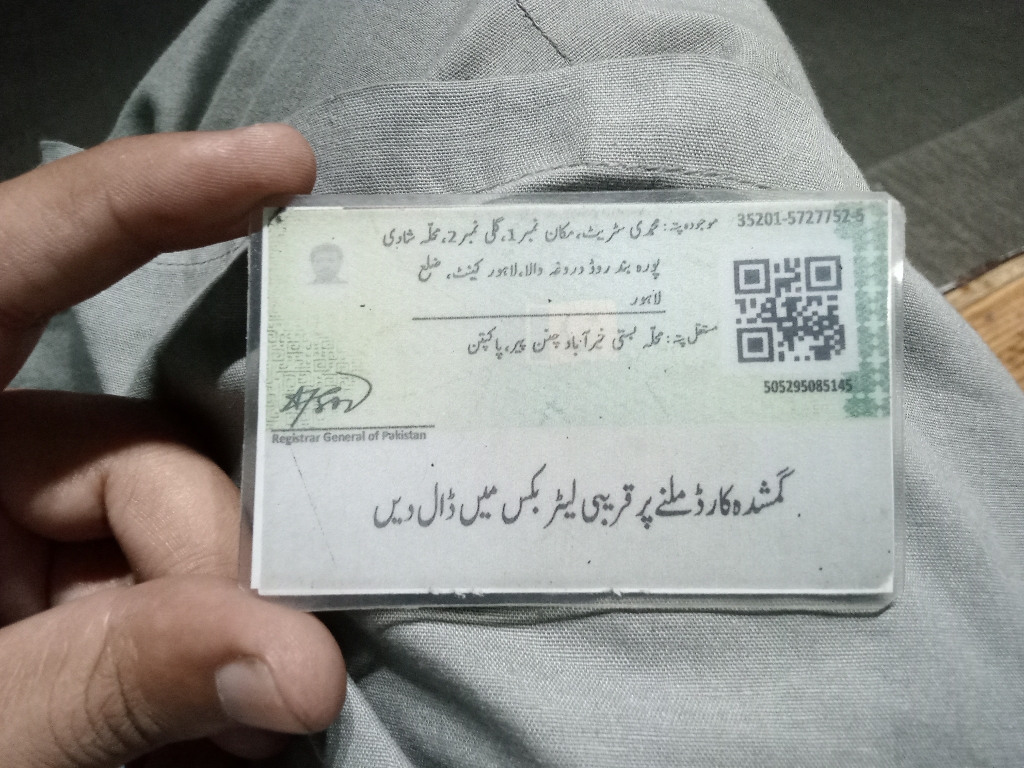 35201-5727752-5
موجودہ پتہ: محمدی سٹریٹ، مکان نمبر 1، گلی نمبر 2، محلہ شادی
پورہ بند روڈ دروغہ والا، لاہور کینٹ، ضلع
لاہور
مستقل پتہ: محلہ بستی خیر آباد چنن پیر، پاکپتن
505295085145
Registrar General of Pakistan
گمشدہ کارڈ ملنے پر قریبی لیٹر بکس میں ڈال دیں